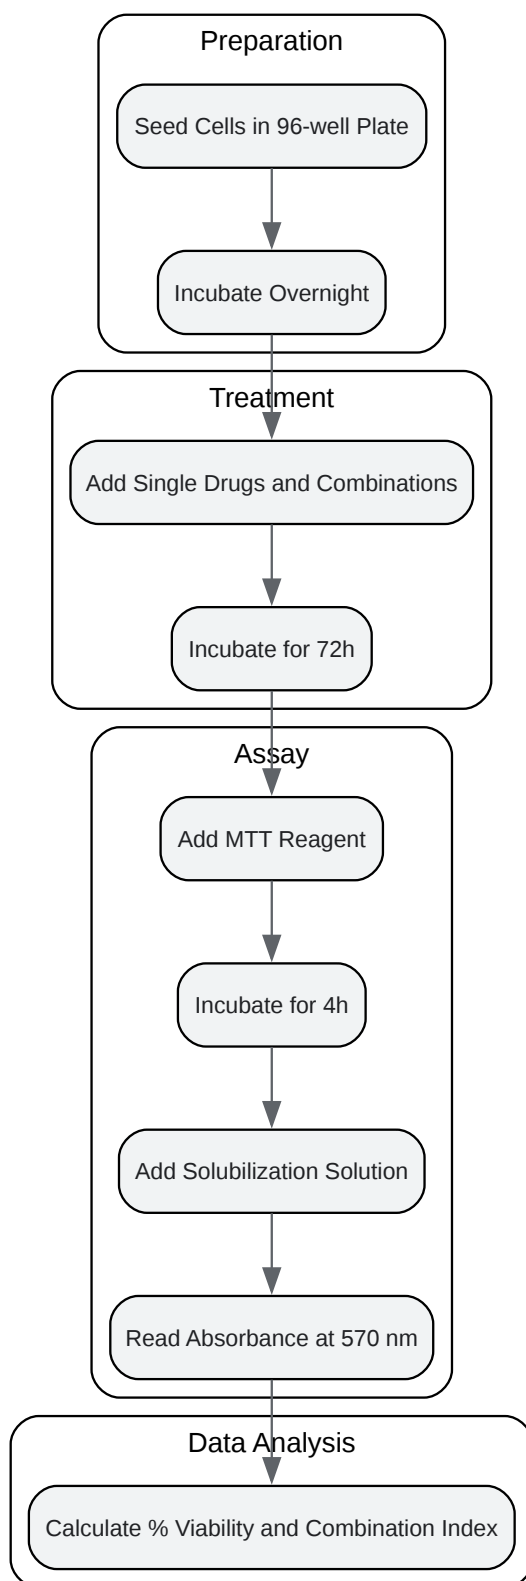 Preparation
Seed Cells in 96-well Plate
Incubate Overnight
Treatment
Add Single Drugs and Combinations
Incubate for 72h
Assay
Add MTT Reagent
Incubate for 4h
Add Solubilization Solution
Read Absorbance at 570 nm
Data Analysis
Calculate % Viability and Combination Index